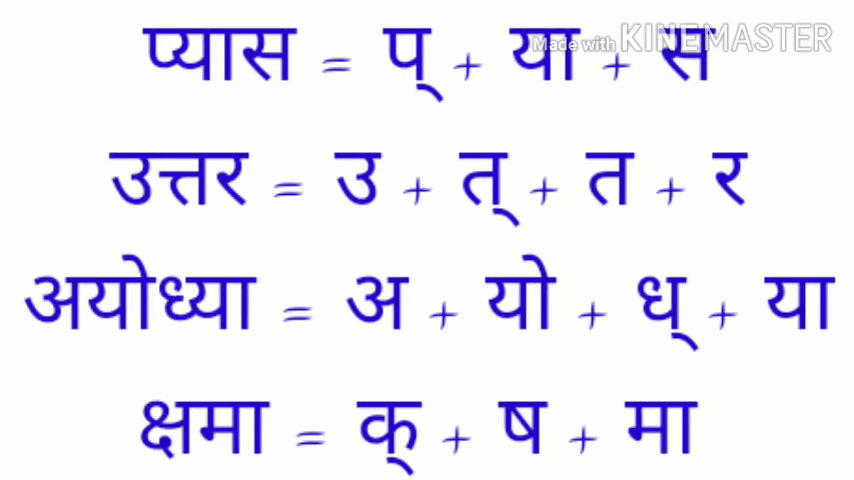 Made with KINEMASTER
प्यास = प् + या + स
उत्तर = उ + त् + त + र
अयोध्या = अ + यो + ध् + या
क्षमा = क् + ष + मा